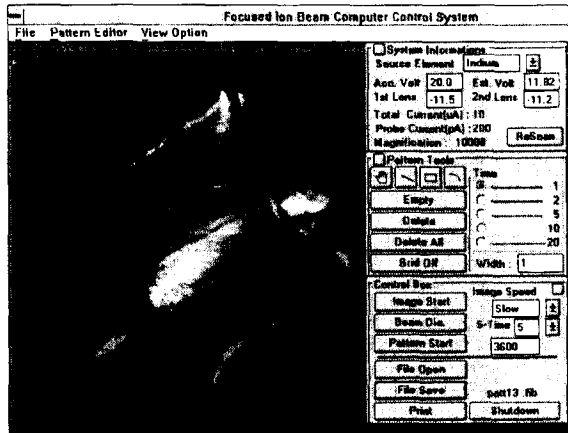 Focused Ion Beam Computer Control System
File Pattern Editor View Option
System Informations
Source Element Indium
Acc. Volt 20.0 Ext. Volt 11.82
1st Lens -11.5 2nd Lens -11.2
Total Current(uA) : 10
Probe Current(pA) : 200
Magnification : 10000 ReScan
Pattern Tools
Time
1
Empty 2
Delete 5
Delete All 10
20
Grid Off Width : 1
Control Box
Image Speed
Image Start Slow
Beam Dia. S-Time 5
Pattern Start 3600
File Open
File Save patt13 .fib
Print Shutdown